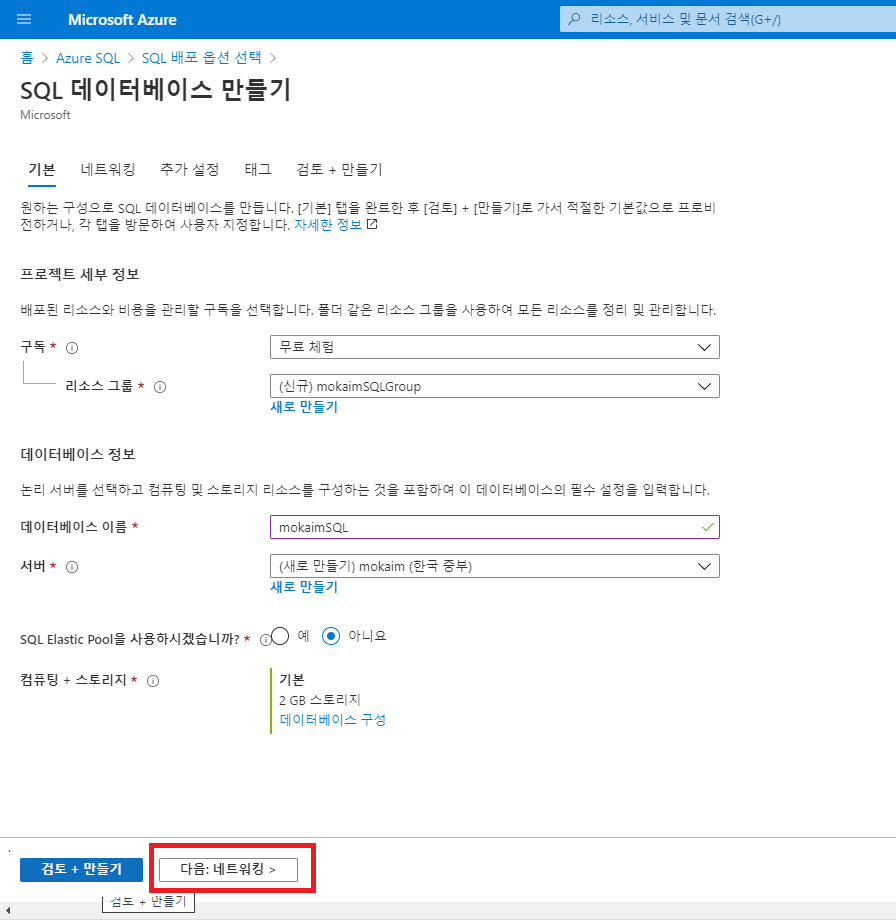 Microsoft Azure
리소스, 서비스 및 문서 검색(G+/)
홈 > Azure SQL > SQL 배포 옵션 선택 >
SQL 데이터베이스 만들기
Microsoft
기본 네트워킹 추가 설정 태그 검토 + 만들기
원하는 구성으로 SQL 데이터베이스를 만듭니다. [기본] 탭을 완료한 후 [검토] + [만들기]로 가서 적절한 기본값으로 프로비
전하거나, 각 탭을 방문하여 사용자 지정합니다. 자세한 정보
프로젝트 세부 정보
배포된 리소스와 비용을 관리할 구독을 선택합니다. 폴더 같은 리소스 그룹을 사용하여 모든 리소스를 정리 및 관리합니다.
구독 * 무료 체험
리소스 그룹 * (신규) mokaimSQLGroup
새로 만들기
데이터베이스 정보
논리 서버를 선택하고 컴퓨팅 및 스토리지 리소스를 구성하는 것을 포함하여 이 데이터베이스의 필수 설정을 입력합니다.
데이터베이스 이름 * mokaimSQL
서버 * (새로 만들기) mokaim (한국 중부)
새로 만들기
SQL Elastic Pool을 사용하시겠습니까? * 예 아니요
컴퓨팅 + 스토리지 * 기본
2 GB 스토리지
데이터베이스 구성
검토 + 만들기 다음: 네트워킹 >
검토 + 만들기